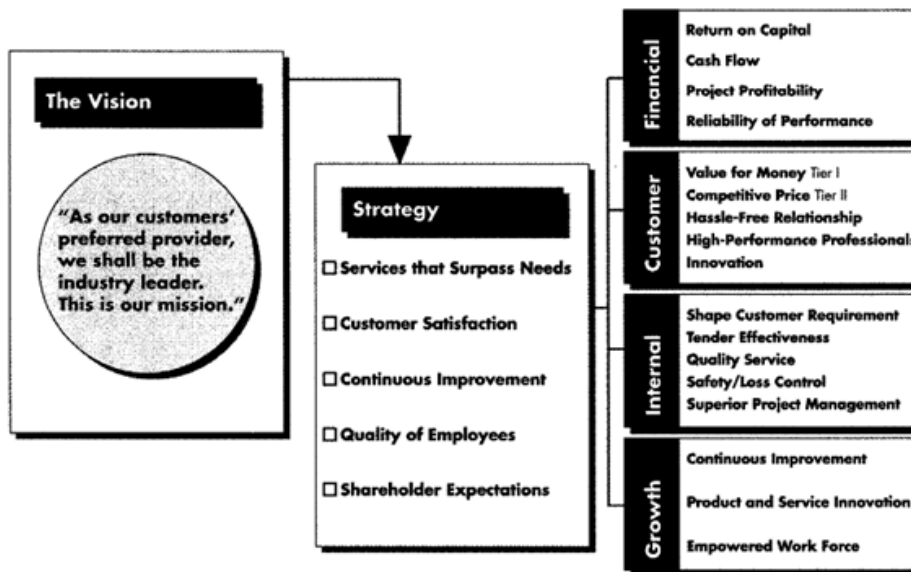 The Vision
“As our customers’
preferred provider,
we shall be the
industry leader.
This is our mission.”
Strategy
Services that Surpass Needs
Customer Satisfaction
Continuous Improvement
Quality of Employees
Shareholder Expectations
Financial
Return on Capital
Cash Flow
Project Profitability
Reliability of Performance
Customer
Value for Money Tier I
Competitive Price Tier II
Hassle-Free Relationship
High-Performance Professionals
Innovation
Internal
Shape Customer Requirement
Tender Effectiveness
Quality Service
Safety/Loss Control
Superior Project Management
Growth
Continuous Improvement
Product and Service Innovation
Empowered Work Force